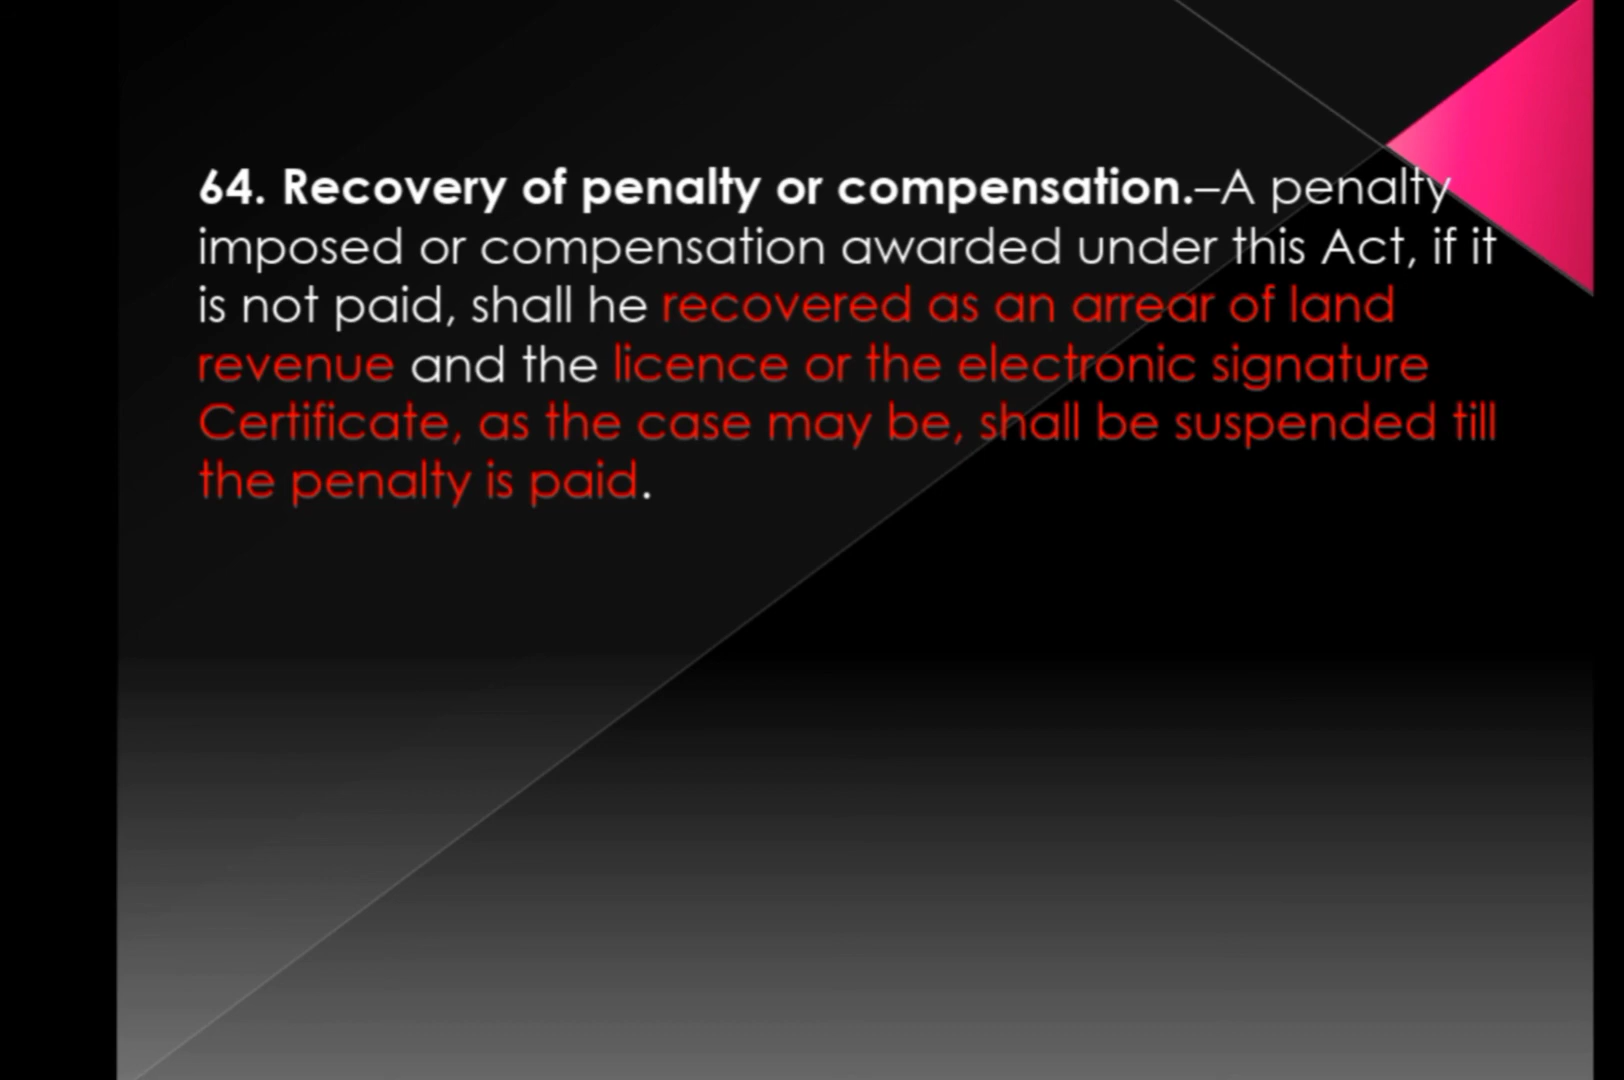 64. Recovery of penalty or compensation.–A penalty
imposed or compensation awarded under this Act, if it
is not paid, shall he recovered as an arrear of land
revenue and the licence or the electronic signature
Certificate, as the case may be, shall be suspended till
the penalty is paid.